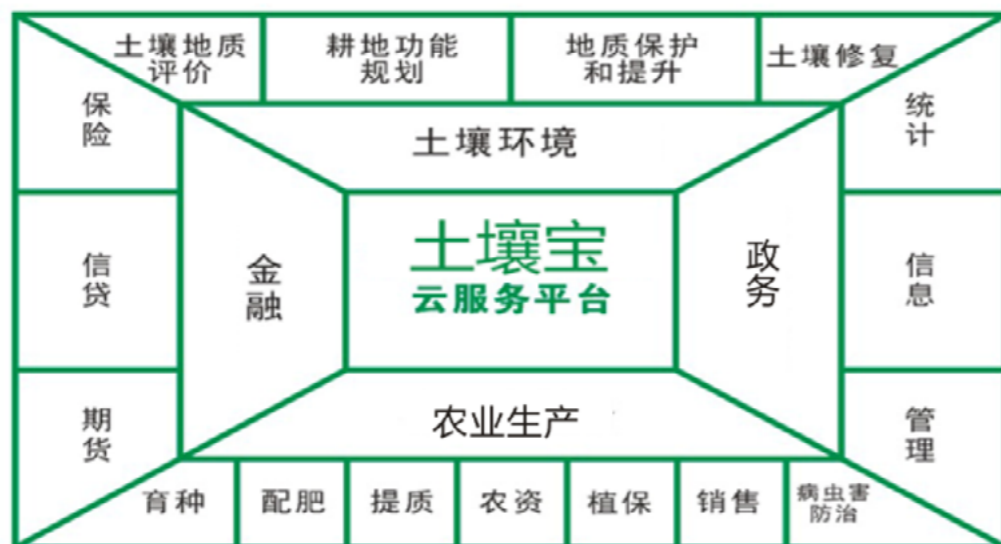 土壤地质
评价
耕地功能
规划
地质保护
和提升
土壤修复
保险
统计
土壤环境
土壤宝
云服务平台
金融
政务
信贷
信息
农业生产
期货
管理
育种
配肥
提质
农资
植保
销售
病虫害
防治